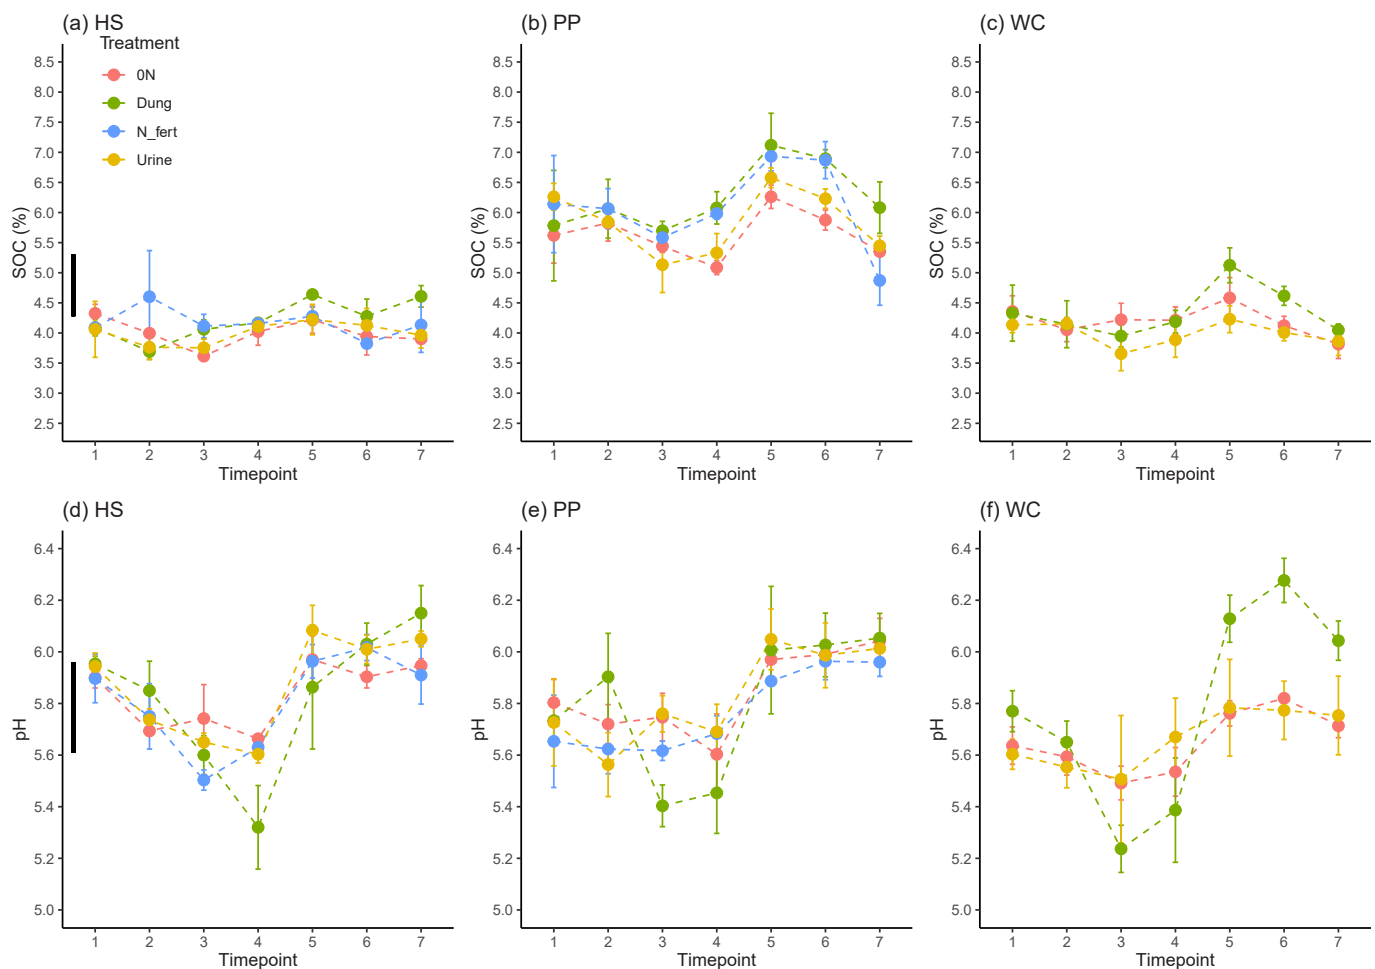 (a) HS
Treatment
0N
Dung
N_fert
Urine
SOC (%)
8.5
8.0
7.5
7.0
6.5
6.0
5.5
5.0
4.5
4.0
3.5
3.0
2.5
1 2 3 4 5 6 7
Timepoint
(b) PP
SOC (%)
8.5
8.0
7.5
7.0
6.5
6.0
5.5
5.0
4.5
4.0
3.5
3.0
2.5
1 2 3 4 5 6 7
Timepoint
(c) WC
SOC (%)
8.5
8.0
7.5
7.0
6.5
6.0
5.5
5.0
4.5
4.0
3.5
3.0
2.5
1 2 3 4 5 6 7
Timepoint
(d) HS
pH
6.4
6.2
6.0
5.8
5.6
5.4
5.2
5.0
1 2 3 4 5 6 7
Timepoint
(e) PP
pH
6.4
6.2
6.0
5.8
5.6
5.4
5.2
5.0
1 2 3 4 5 6 7
Timepoint
(f) WC
pH
6.4
6.2
6.0
5.8
5.6
5.4
5.2
5.0
1 2 3 4 5 6 7
Timepoint